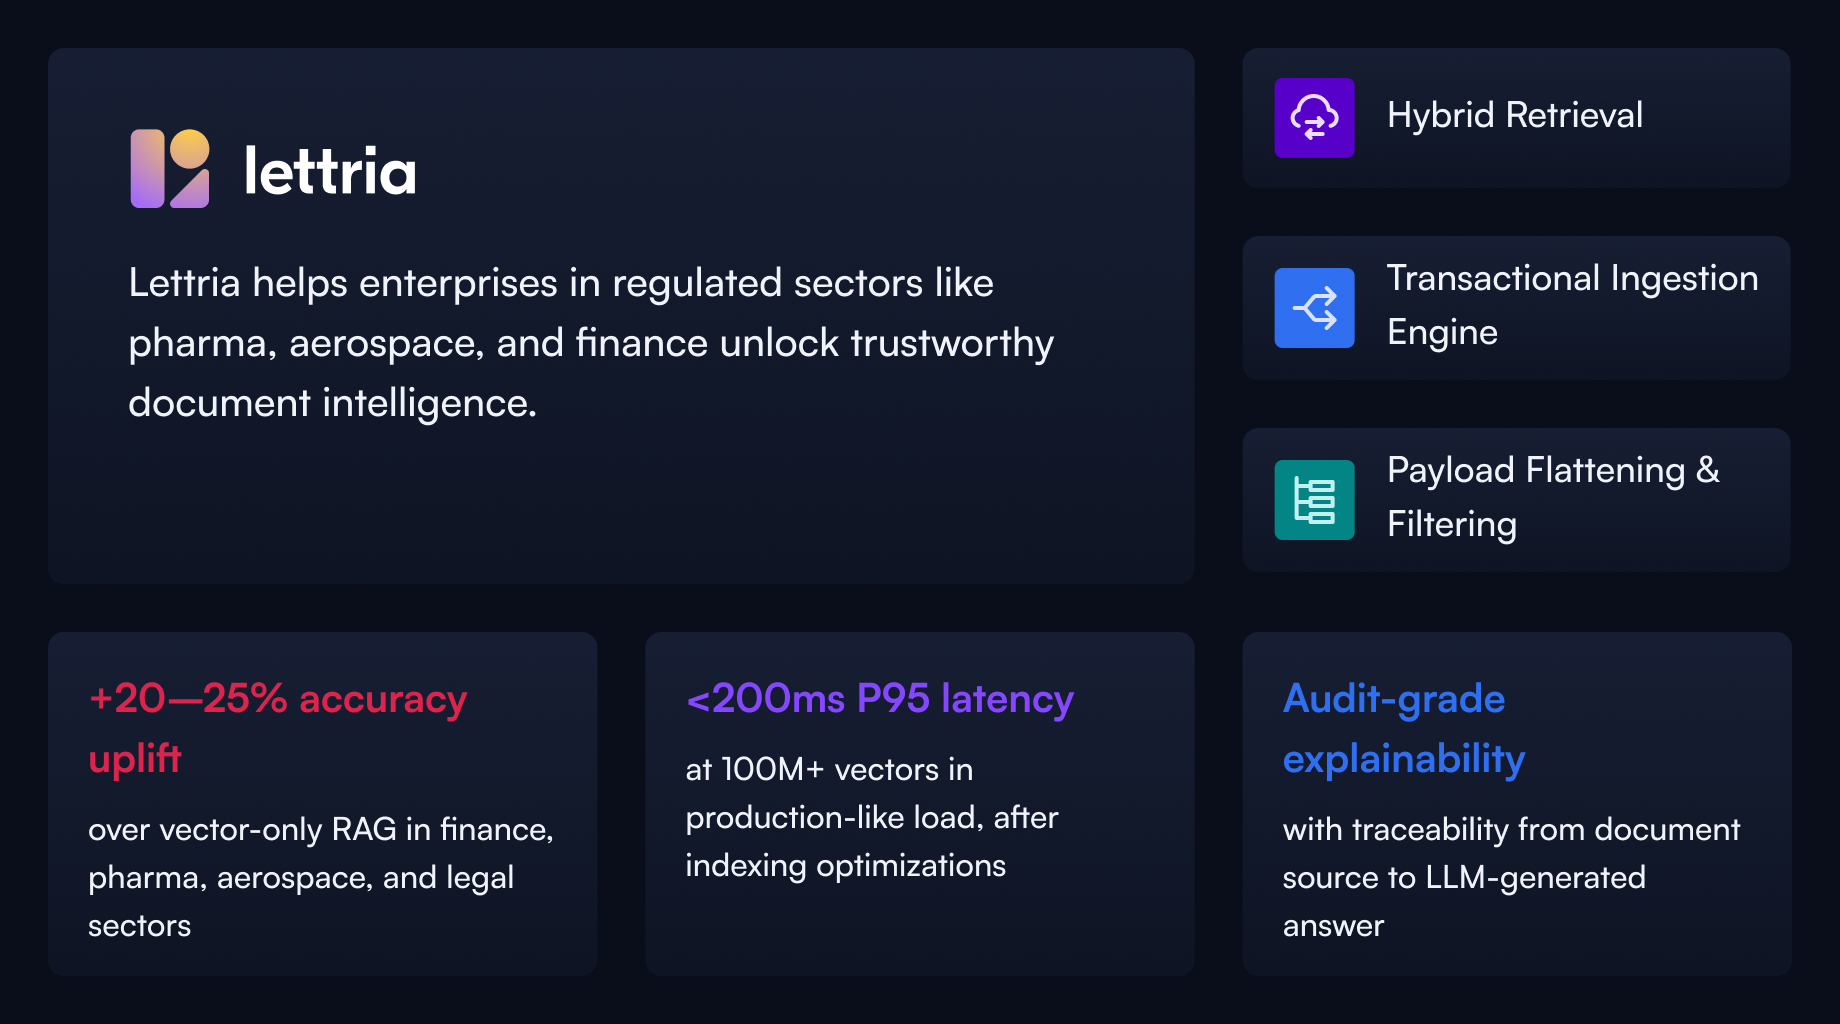 lettria
Lettria helps enterprises in regulated sectors like
pharma, aerospace, and finance unlock trustworthy
document intelligence.
Hybrid Retrieval
Transactional Ingestion
Engine
Payload Flattening &
Filtering
+20—25% accuracy
uplift
over vector-only RAG in finance,
pharma, aerospace, and legal
sectors
<200ms P95 latency
at 100M+ vectors in
production-like load, after
indexing optimizations
Audit-grade
explainability
with traceability from document
source to LLM-generated
answer